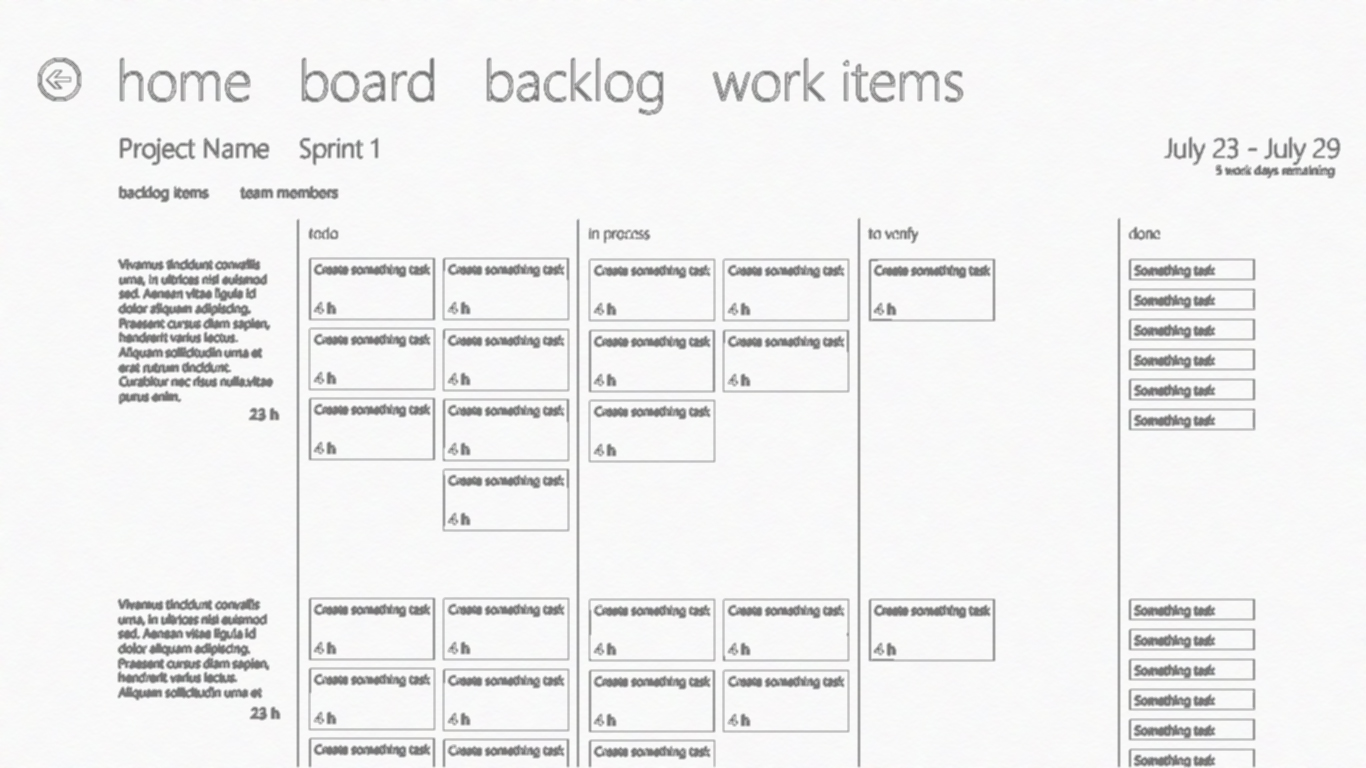 home board backlog work items
Project Name Sprint 1
July 23 - July 29
5 work days remaining
backlog items team members
todo
in process
to verify
done
Vivamus tincidunt convallis
urna, in ultrices nisl euismod
sed. Aenean vitae ligula id
dolor aliquam adipiscing.
Praesent cursus diam sapien,
hendrerit varius lectus.
Aliquam sollicitudin urna et
erat rutrum tincidunt.
Curabitur nec risus nulla.vitae
purus enim.
23 h
Create something task
4 h
Create something task
4 h
Create something task
4 h
Create something task
4 h
Create something task
4 h
Create something task
4 h
Create something task
4 h
Create something task
4 h
Create something task
4 h
Create something task
4 h
Create something task
4 h
Create something task
4 h
Create something task
4 h
Something task
Something task
Something task
Something task
Something task
Something task
Vivamus tincidunt convallis
urna, in ultrices nisl euismod
sed. Aenean vitae ligula id
dolor aliquam adipiscing.
Praesent cursus diam sapien,
hendrerit varius lectus.
Aliquam sollicitudin urna et
23 h
Create something task
4 h
Create something task
4 h
Create something task
4 h
Create something task
4 h
Create something task
Create something task
Create something task
4 h
Create something task
4 h
Create something task
4 h
Create something task
4 h
Create something task
Create something task
4 h
Something task
Something task
Something task
Something task
Something task
Something task